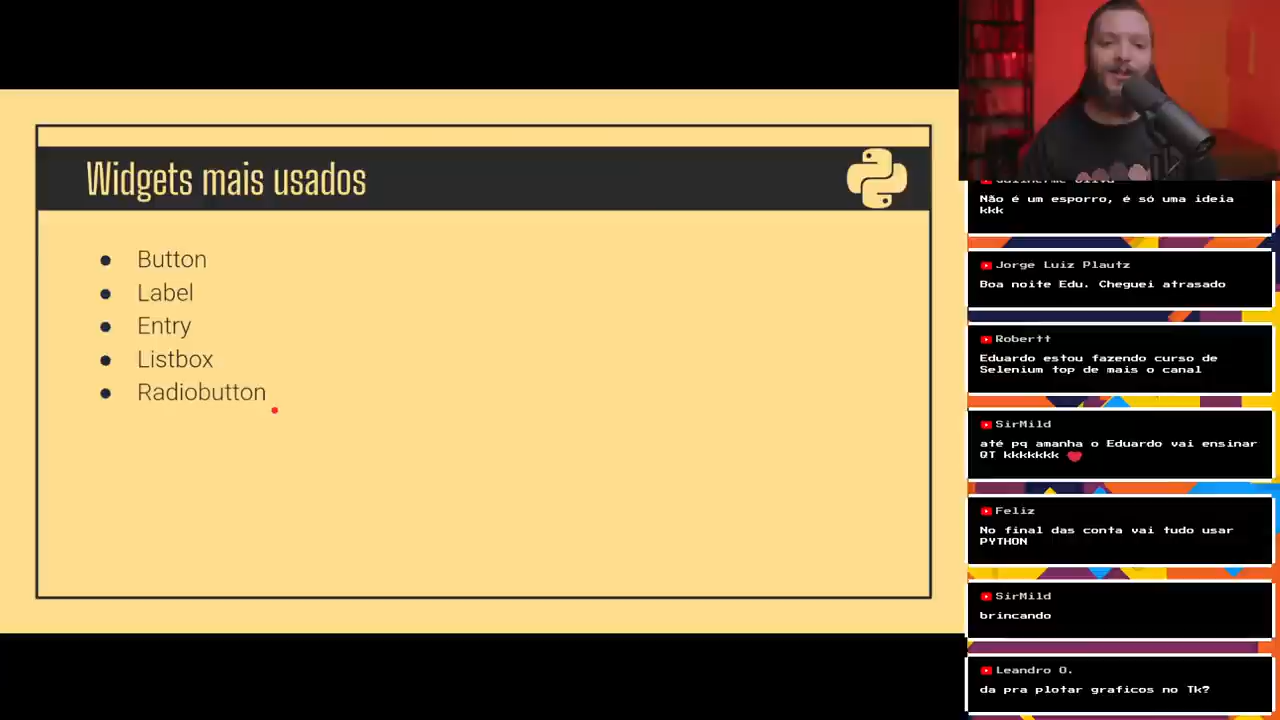 Widgets mais usados
Button
Label
Entry
Listbox
Radiobutton
Não é um esporro, é só uma ideia
kkk
Jorge Luiz Plautz
Boa noite Edu. Cheguei atrasado
Robertt
Eduardo estou fazendo curso de
Selenium top de mais o canal
SirMild
até pq amanha o Eduardo vai ensinar
QT kkkkkkk
Feliz
No final das conta vai tudo usar
PYTHON
SirMild
brincando
Leandro O.
da pra plotar graficos no Tk?